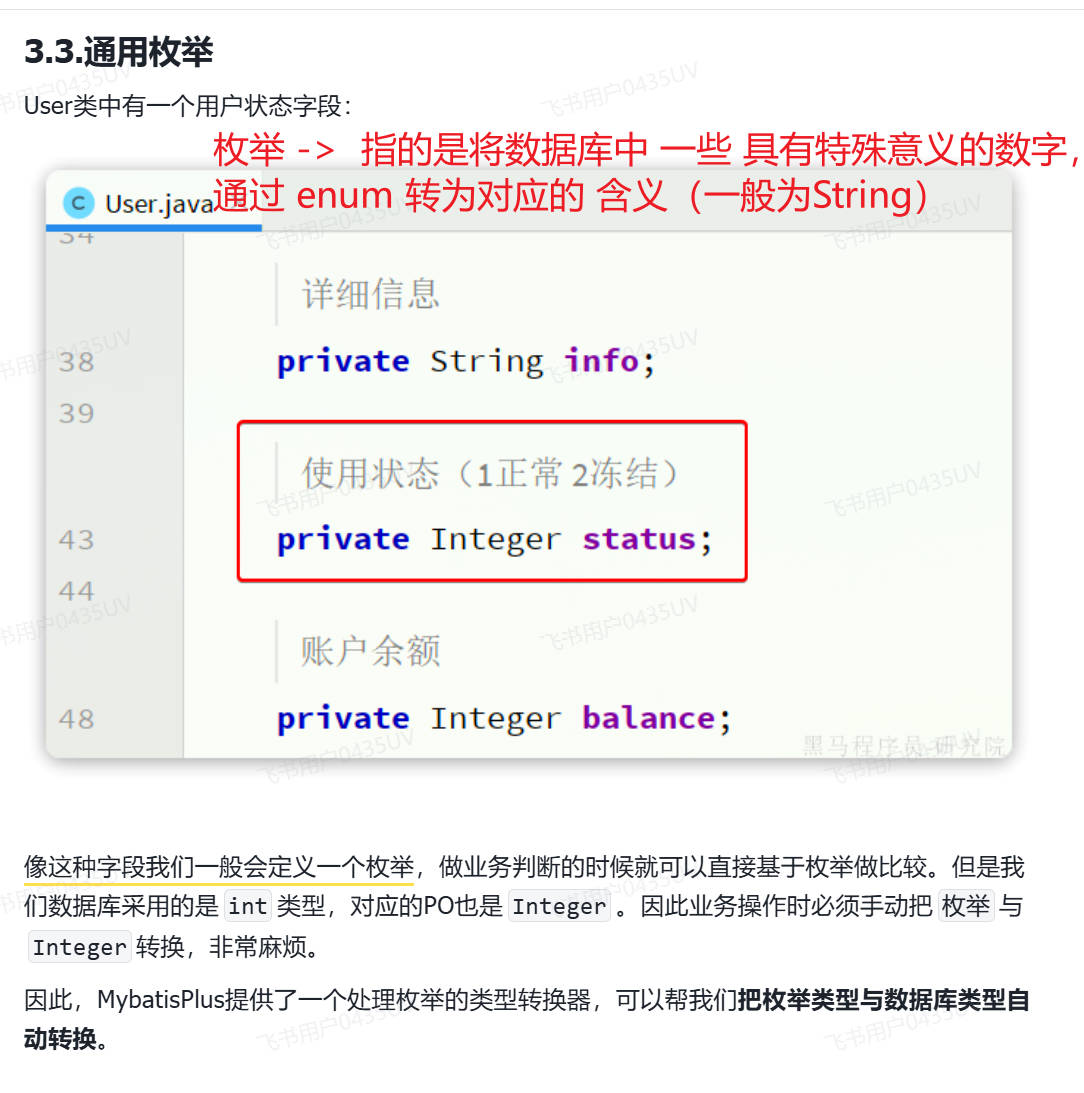 3.3.通用枚举
User类中有一个用户状态字段：
枚举 -> 指的是将数据库中 一些 具有特殊意义的数字，
通过 enum 转为对应的 含义（一般为String）
C User.java
34
详细信息
38 private String info;
39
使用状态（1正常 2冻结）
43 private Integer status;
44
账户余额
48 private Integer balance;
黑马程序员-研究院
像这种字段我们一般会定义一个枚举，做业务判断的时候就可以直接基于枚举做比较。但是我
们数据库采用的是 int 类型，对应的PO也是 Integer 。因此业务操作时必须手动把 枚举 与
Integer 转换，非常麻烦。
因此，MybatisPlus提供了一个处理枚举的类型转换器，可以帮我们把枚举类型与数据库类型自
动转换。
飞书用户0435UV